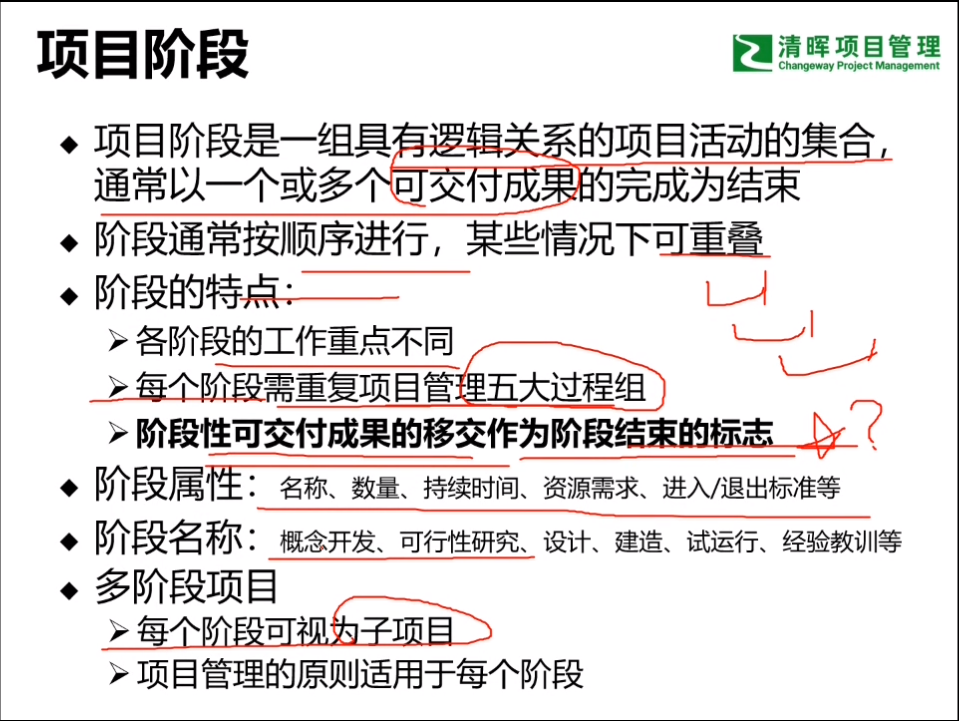 项目阶段
清晖项目管理
Changeway Project Management
◆ 项目阶段是一组具有逻辑关系的项目活动的集合，
通常以一个或多个可交付成果的完成为结束
◆ 阶段通常按顺序进行，某些情况下可重叠
◆ 阶段的特点：
➢ 各阶段的工作重点不同
➢ 每个阶段需重复项目管理五大过程组
➢ 阶段性可交付成果的移交作为阶段结束的标志 ?
◆ 阶段属性：名称、数量、持续时间、资源需求、进入/退出标准等
◆ 阶段名称：概念开发、可行性研究、设计、建造、试运行、经验教训等
◆ 多阶段项目
➢ 每个阶段可视为子项目
➢ 项目管理的原则适用于每个阶段